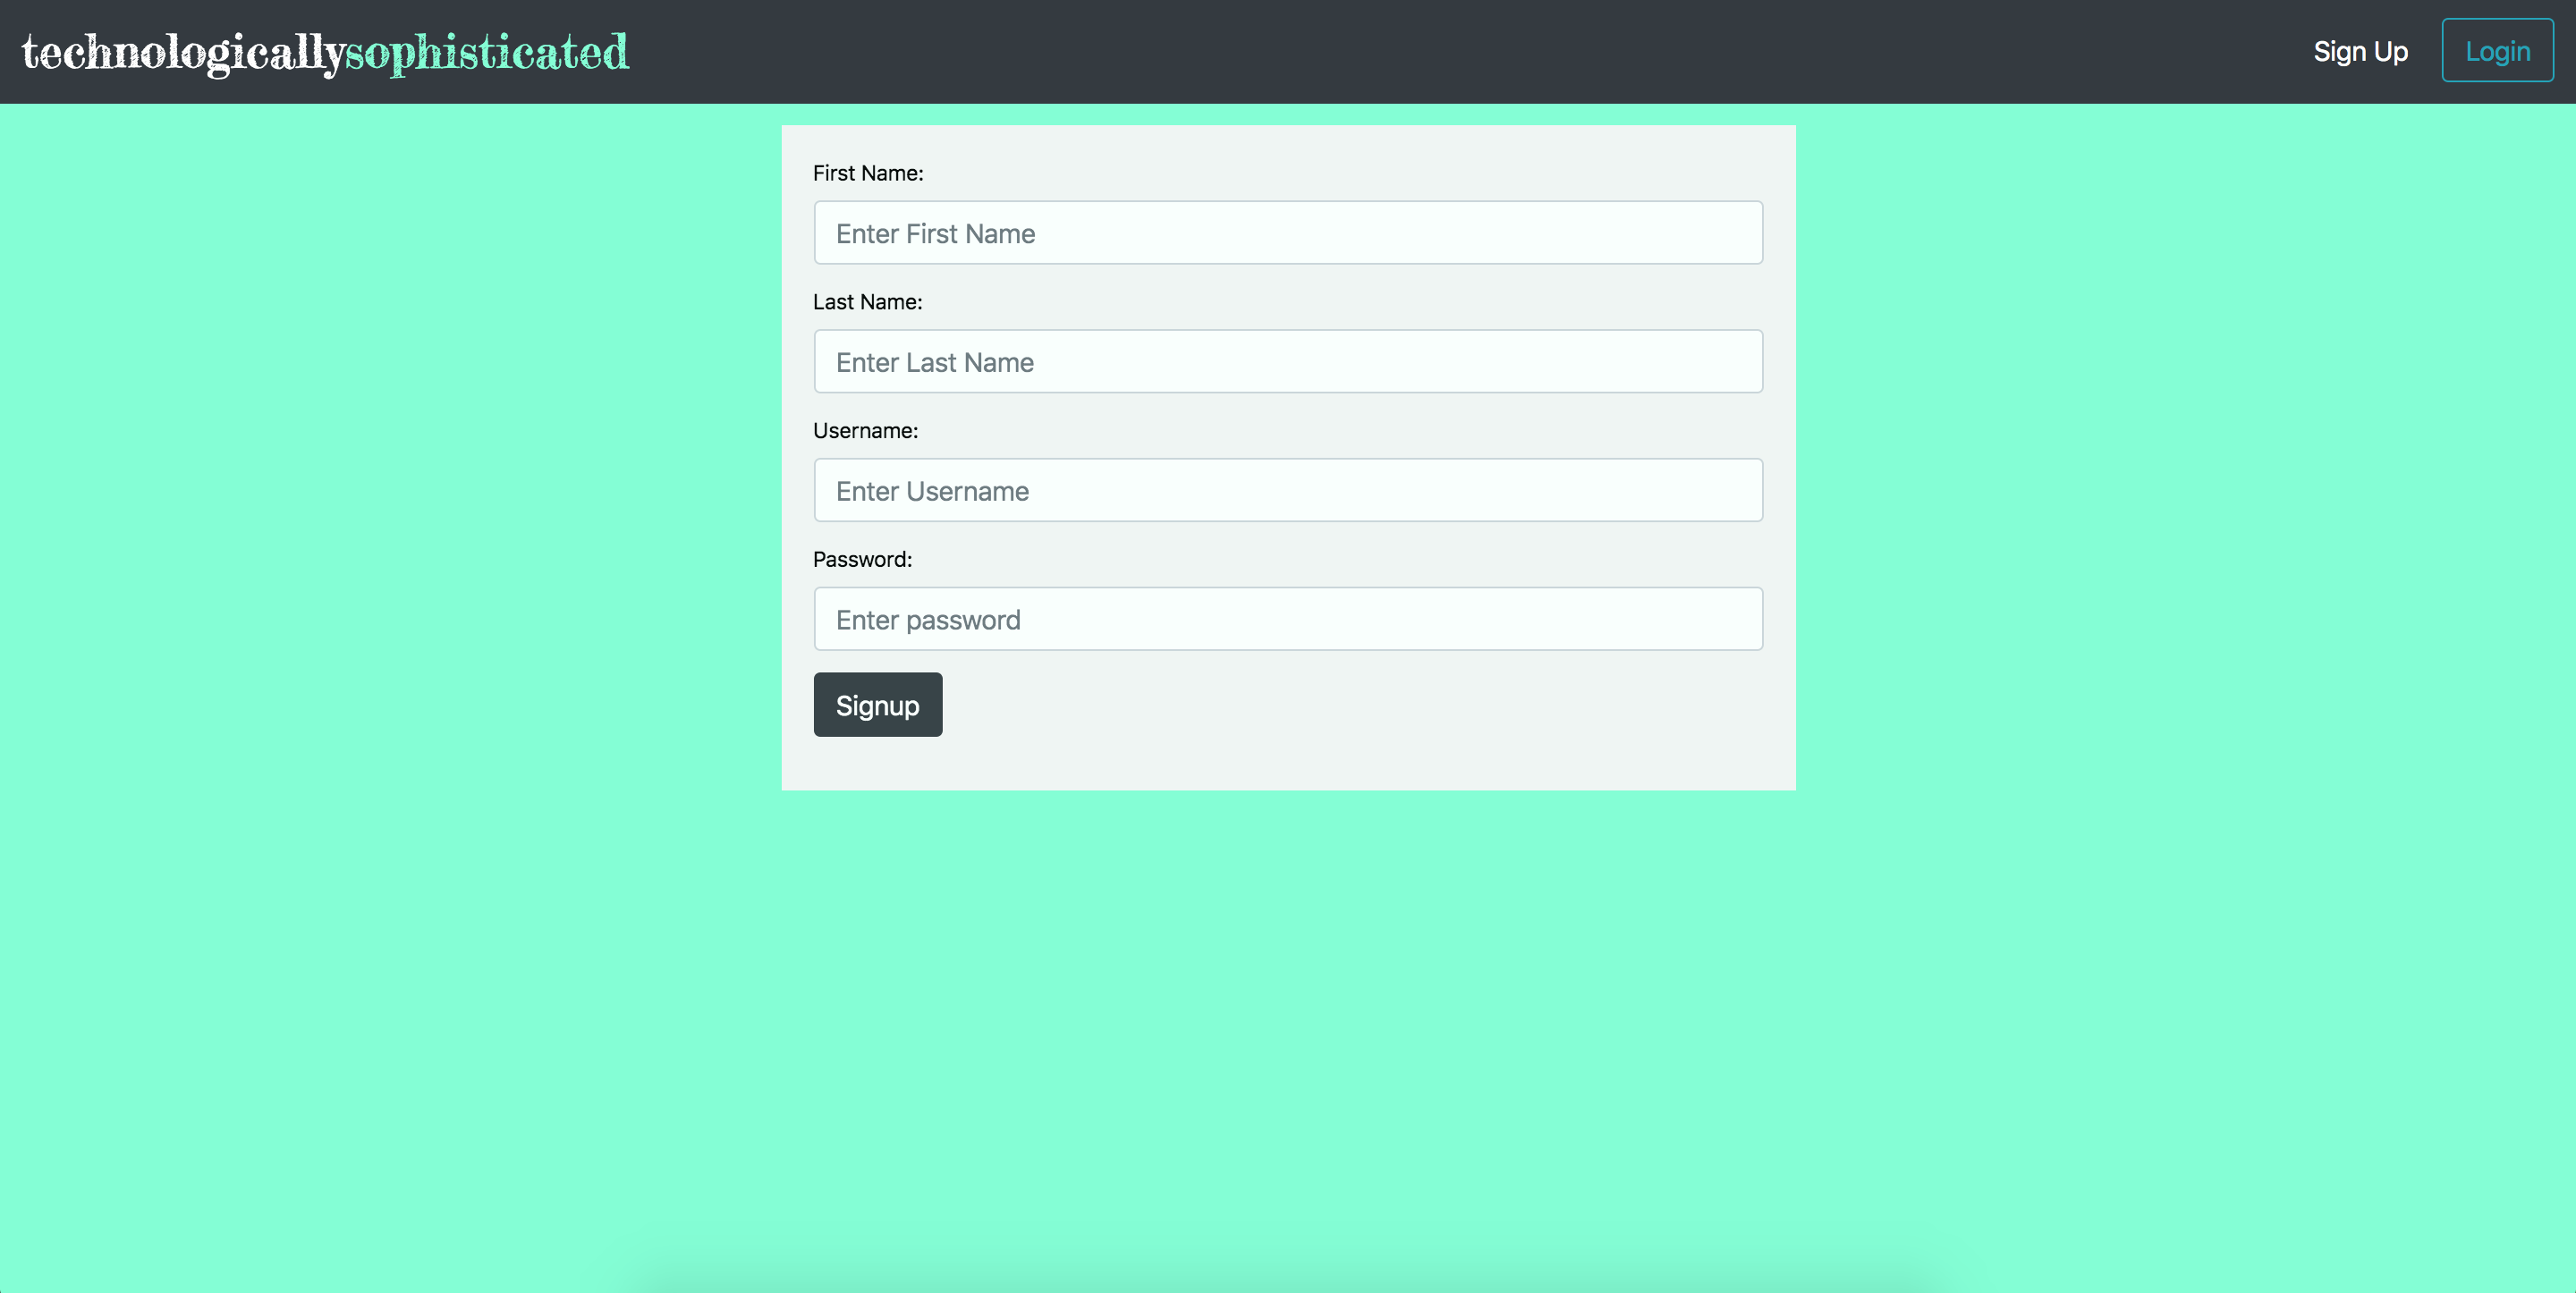 technologicallysophisticated
Sign Up
Login
First Name:
Enter First Name
Last Name:
Enter Last Name
Username:
Enter Username
Password:
Enter password
Signup